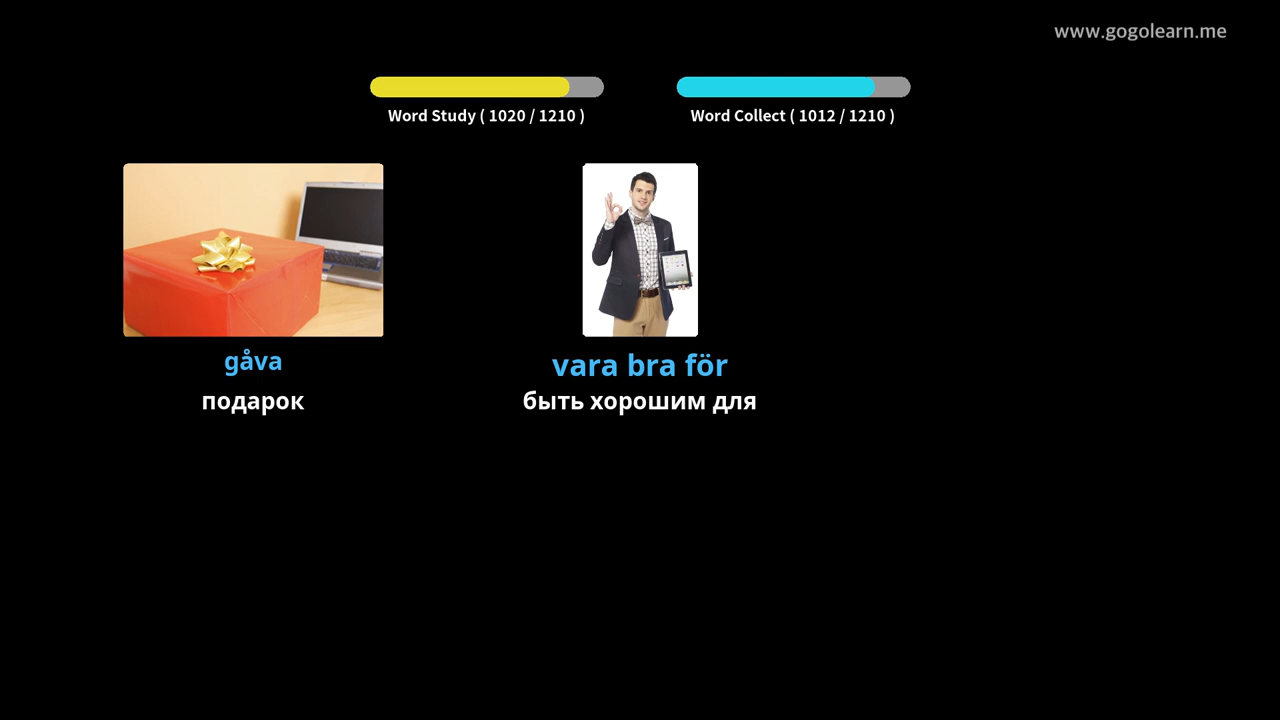 www.gogolearn.me
Word Study ( 1020 / 1210 )
Word Collect ( 1012 / 1210 )
gåva
подарок
vara bra för
быть хорошим для